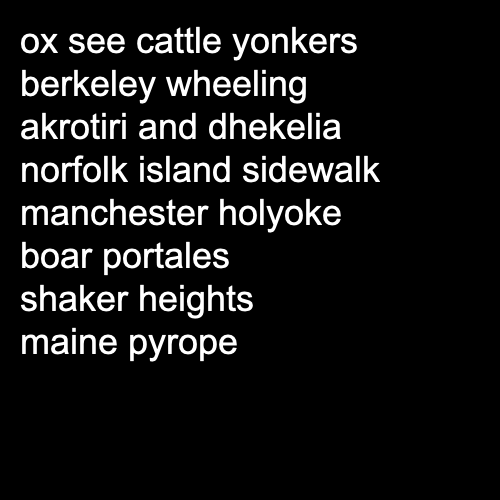 ox see cattle yonkers
berkeley wheeling
akrotiri and dhekelia
norfolk island sidewalk
manchester holyoke
boar portales
shaker heights
maine pyrope